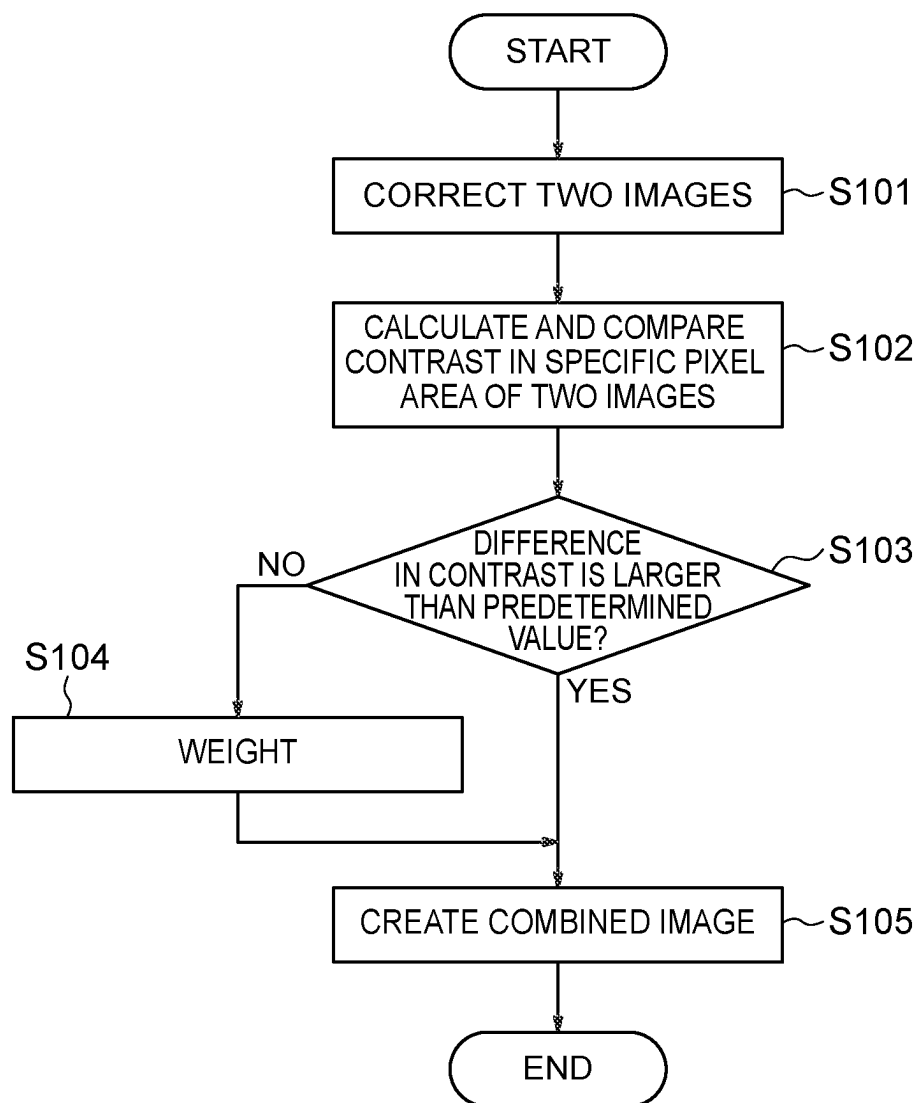 START
CORRECT TWO IMAGES
S101
CALCULATE AND COMPARE
CONTRAST IN SPECIFIC PIXEL
AREA OF TWO IMAGES
S102
DIFFERENCE
IN CONTRAST IS LARGER
THAN PREDETERMINED
VALUE?
S103
NO
YES
S104
WEIGHT
CREATE COMBINED IMAGE
S105
END